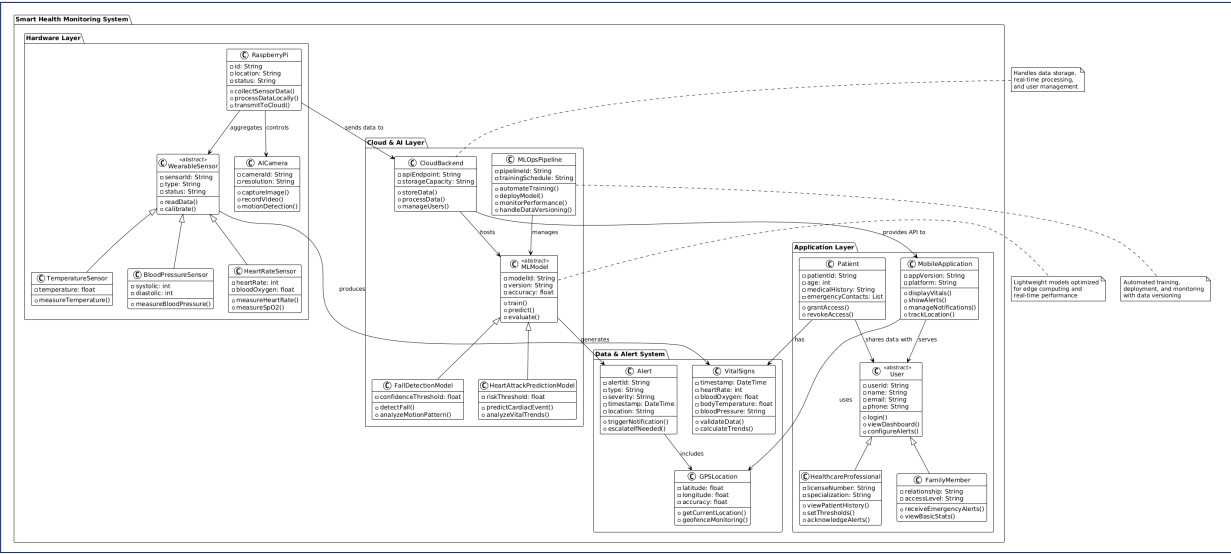 Smart Health Monitoring System
Hardware Layer
C RaspberryPi
id: String
location: String
status: String
collectSensorData()
processDataLocally()
transmitToCloud()
aggregates
controls
sends data to
«abstract»
C WearableSensor
sensorId: String
type: String
status: String
readData()
calibrate()
C AICamera
cameraId: String
resolution: String
captureImage()
recordVideo()
motionDetection()
C TemperatureSensor
temperature: float
measureTemperature()
C BloodPressureSensor
systolic: int
diastolic: int
measureBloodPressure()
C HeartRateSensor
heartRate: int
bloodOxygen: float
measureHeartRate()
measureSpO2()
produces
Cloud & AI Layer
C CloudBackend
apiEndpoint: String
storageCapacity: String
storeData()
processData()
manageUsers()
C MLOpsPipeline
pipelineId: String
trainingSchedule: String
automateTraining()
deployModel()
monitorPerformance()
handleDataVersioning()
hosts
manages
provides API to
«abstract»
C MLModel
modelId: String
version: String
accuracy: float
train()
predict()
evaluate()
generates
C FallDetectionModel
confidenceThreshold: float
detectFall()
analyzeMotionPattern()
C HeartAttackPredictionModel
riskThreshold: float
predictCardiacEvent()
analyzeVitalTrends()
Data & Alert System
C Alert
alertId: String
type: String
severity: String
timestamp: DateTime
location: String
triggerNotification()
escalateIfNeeded()
C VitalSigns
timestamp: DateTime
heartRate: int
bloodOxygen: float
bodyTemperature: float
bloodPressure: String
validateData()
calculateTrends()
includes
C GPSLocation
latitude: float
longitude: float
accuracy: float
getCurrentLocation()
geofenceMonitoring()
Application Layer
C Patient
patientId: String
age: int
medicalHistory: String
emergencyContacts: List
grantAccess()
revokeAccess()
C MobileApplication
appVersion: String
platform: String
displayVitals()
showAlerts()
manageNotifications()
trackLocation()
has
shares data with
serves
uses
«abstract»
C User
userId: String
name: String
email: String
phone: String
login()
viewDashboard()
configureAlerts()
C HealthcareProfessional
licenseNumber: String
specialization: String
viewPatientHistory()
setThresholds()
acknowledgeAlerts()
C FamilyMember
relationship: String
accessLevel: String
receiveEmergencyAlerts()
viewBasicStats()
Handles data storage,
real-time processing,
and user management
Lightweight models optimized
for edge computing and
real-time performance
Automated training,
deployment, and monitoring
with data versioning